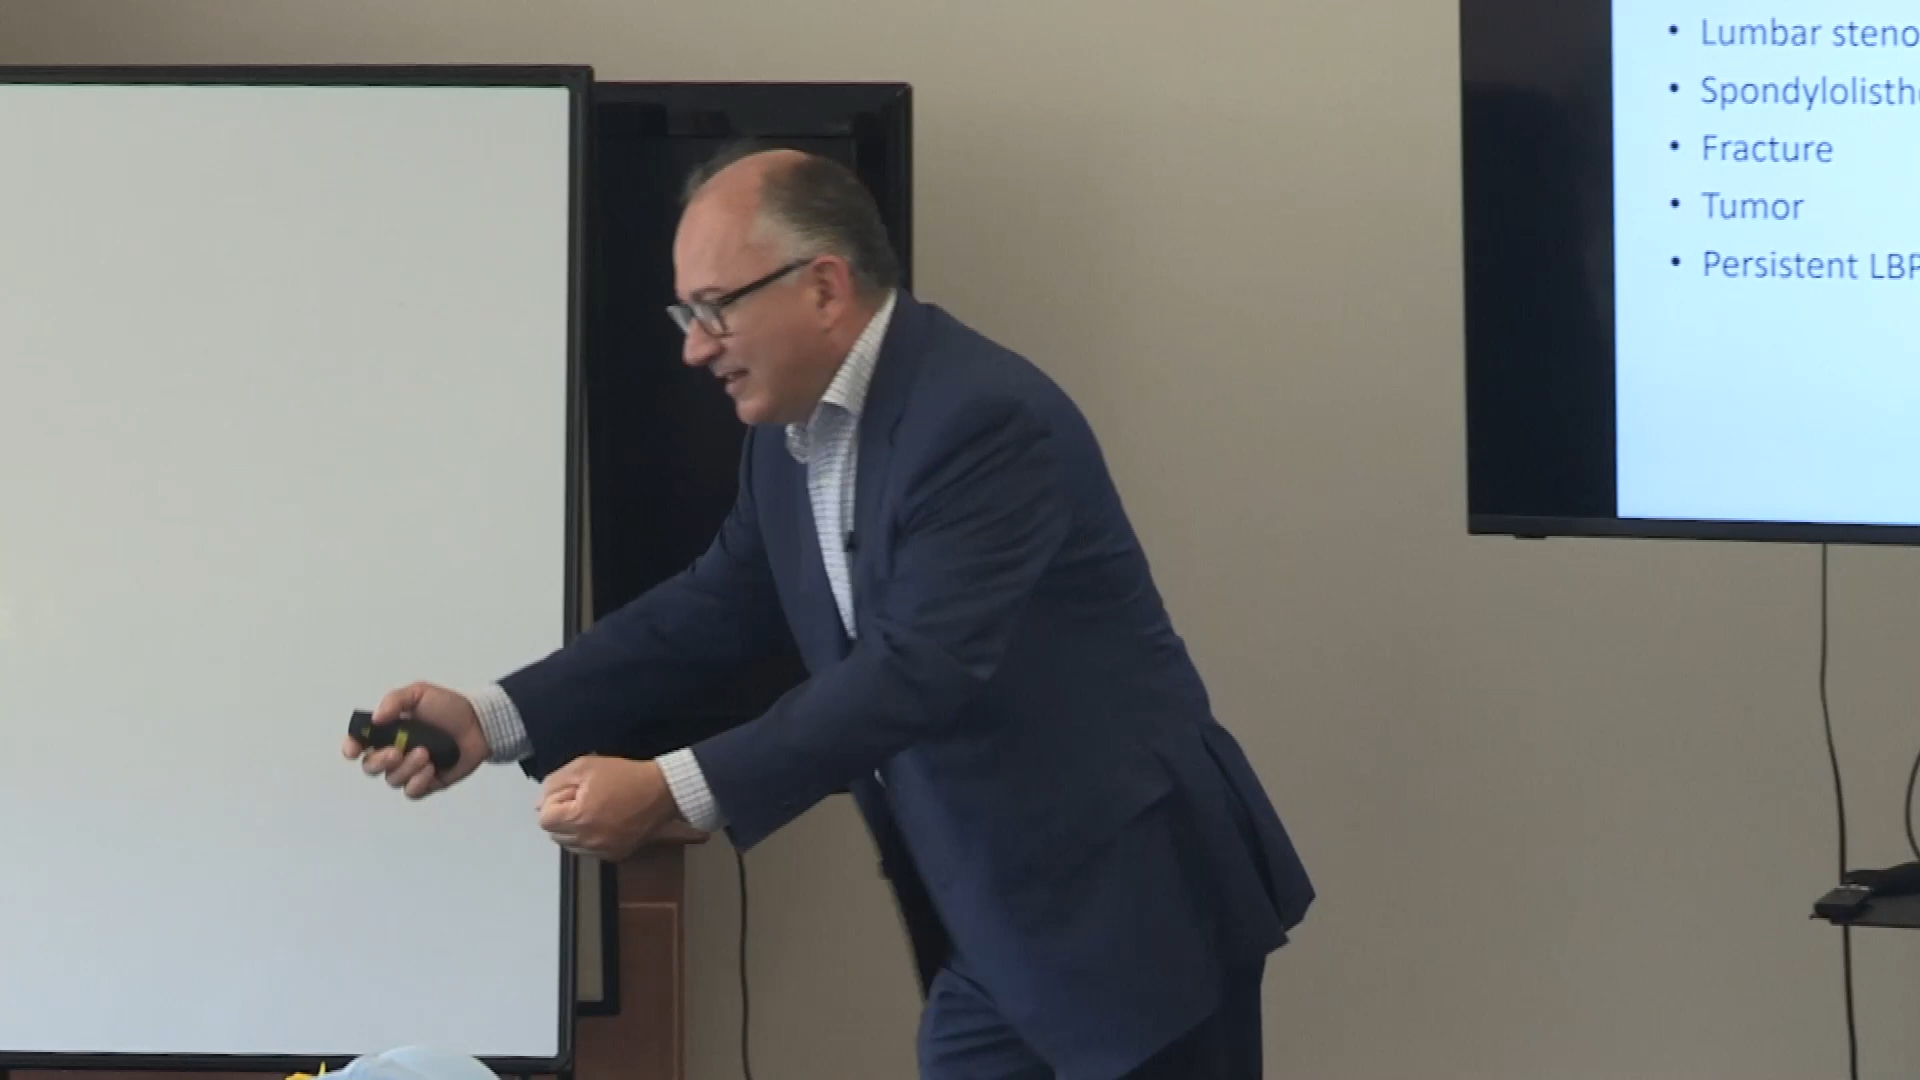 • Lumbar steno
• Spondylolisth
• Fracture
• Tumor
• Persistent LBP